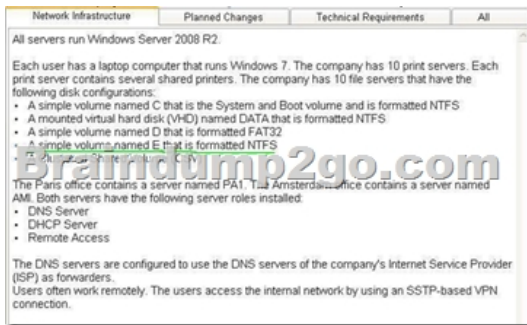 Network Infrastructure
Planned Changes
Technical Requirements
All
All servers run Windows Server 2008 R2.
Each user has a laptop computer that runs Windows 7. The company has 10 print servers. Each
print server contains several shared printers. The company has 10 file servers that have the
following disk configurations:
• A simple volume named C that is the System and Boot volume and is formatted NTFS
• A mounted virtual hard disk (VHD) named DATA that is formatted NTFS
• A simple volume named D that is formatted FAT32
• A simple volume named E that is formatted NTFS
Braindump2go.com
The Paris office contains a server named PA1. The Amsterdam office contains a server named
AMI. Both servers have the following server roles installed:
• DNS Server
• DHCP Server
• Remote Access
The DNS servers are configured to use the DNS servers of the company's Internet Service Provider
(ISP) as forwarders.
Users often work remotely. The users access the internal network by using an SSTP-based VPN
connection.